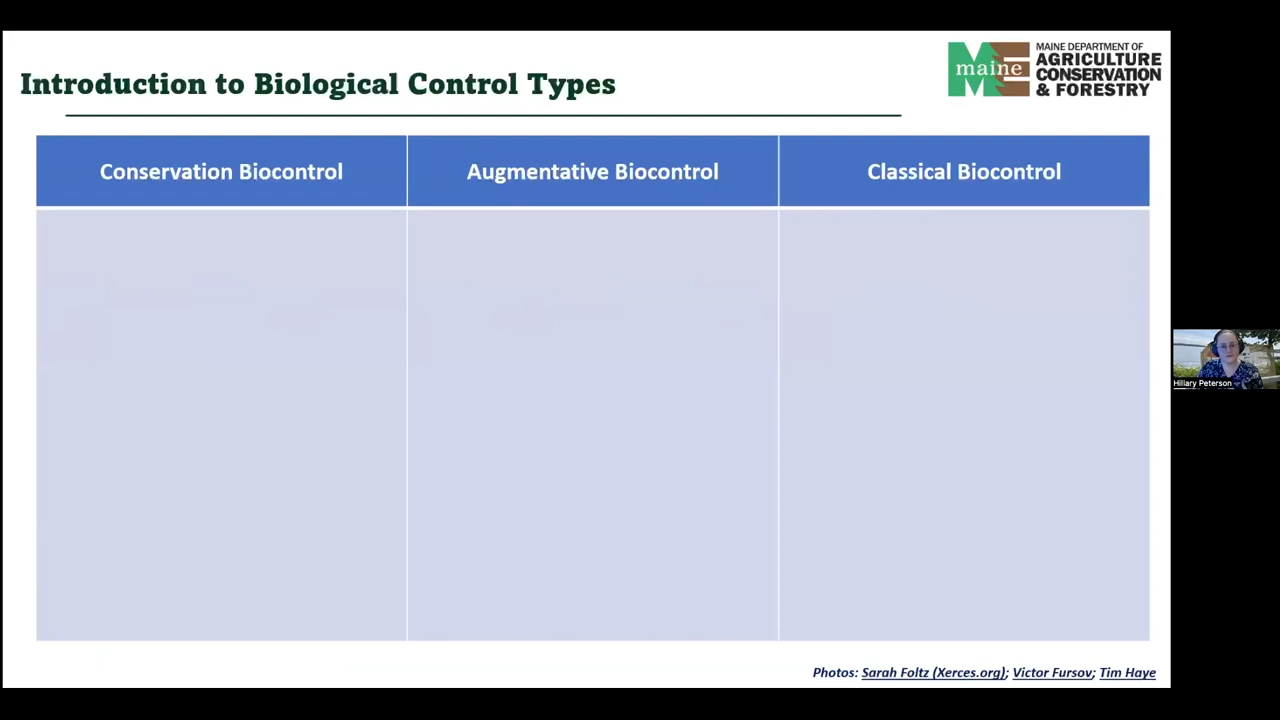 Introduction to Biological Control Types
maine
MAINE DEPARTMENT OF
AGRICULTURE
CONSERVATION
& FORESTRY
Conservation Biocontrol
Augmentative Biocontrol
Classical Biocontrol
Hillary Peterson
Photos: Sarah Foltz (Xerces.org); Victor Fursov; Tim Haye